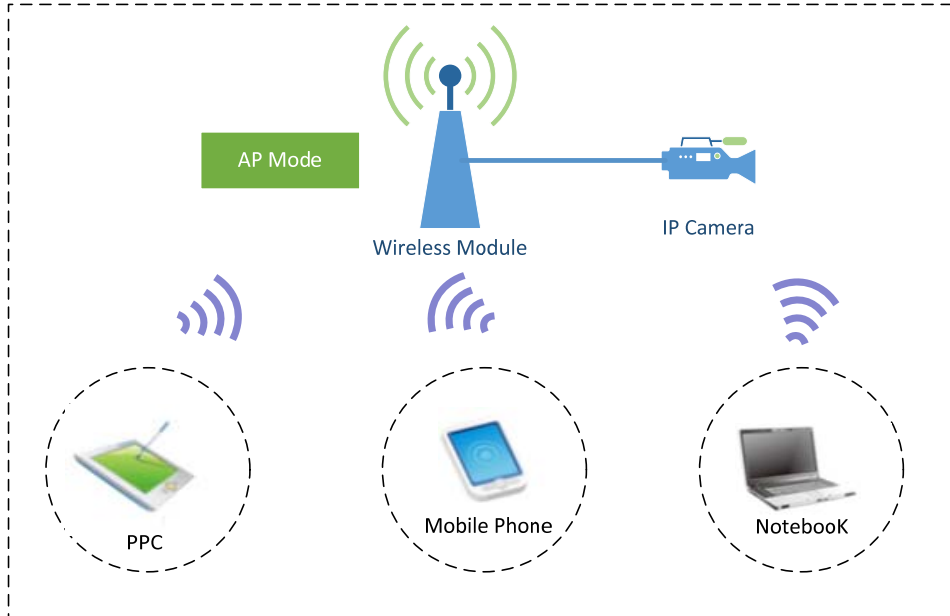 AP Mode
IP Camera
Wireless Module
PPC
Mobile Phone
NotebooK